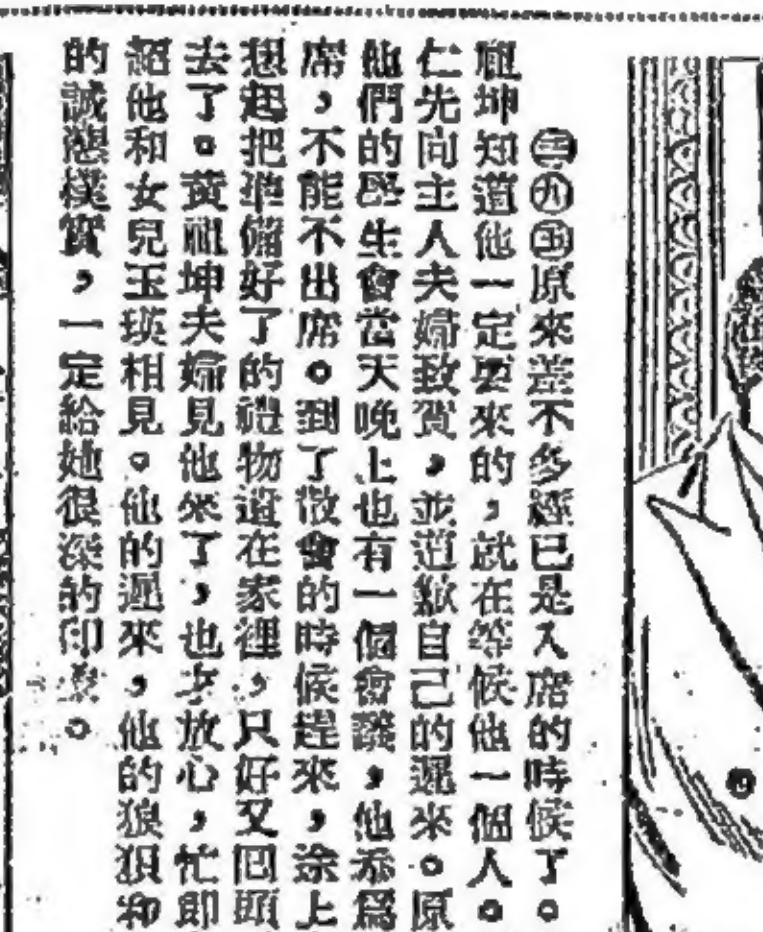 ㊂㊈㊄原來差不多經已是入席的時候了。
祖坤知道他一定要來的,就在等候他一個人。
仁先向主人夫婦致賀,並道歉自己的遲來。原
他們的學生會當天晚上也有一個會議,他忝爲
席,不能不出席。到了散會的時候趕來,途上
想起把準備好了的禮物遺在家裡,只好又回頭
去了。黃祖坤夫婦見他來了,也才放心,忙即
紹他和女兒玉瑛相見。他的遲來,他的狼狽和
的誠懇樸實,一定給她很深的印象。